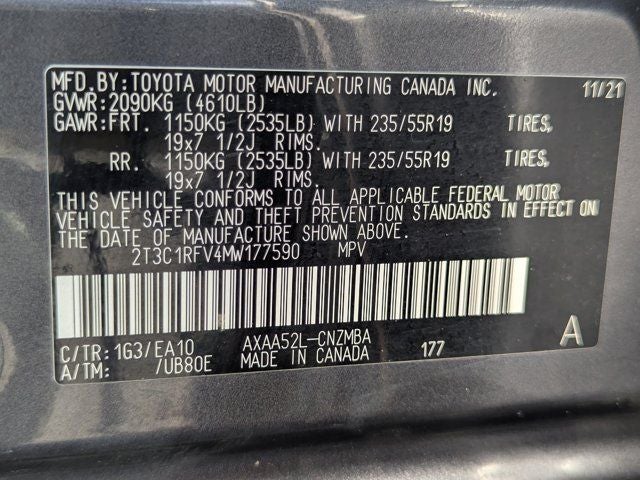 MFD.BY:TOYOTA MOTOR MANUFACTURING CANADA INC. 11/21
GVWR:2090KG (4610LB)
GAWR:FRT. 1150KG (2535LB) WITH 235/55R19 TIRES,
19x7 1/2J RIMS.
RR. 1150KG (2535LB) WITH 235/55R19 TIRES,
19x7 1/2J RIMS.
THIS VEHICLE CONFORMS TO ALL APPLICABLE FEDERAL MOTOR
VEHICLE SAFETY AND THEFT PREVENTION STANDARDS IN EFFECT ON
THE DATE OF MANUFACTURE SHOWN ABOVE.
2T3C1RFV4MW177590 MPV
C/TR: 1G3/EA10 AXAA52L-CNZMBA A
A/TM: /UB80E MADE IN CANADA 177